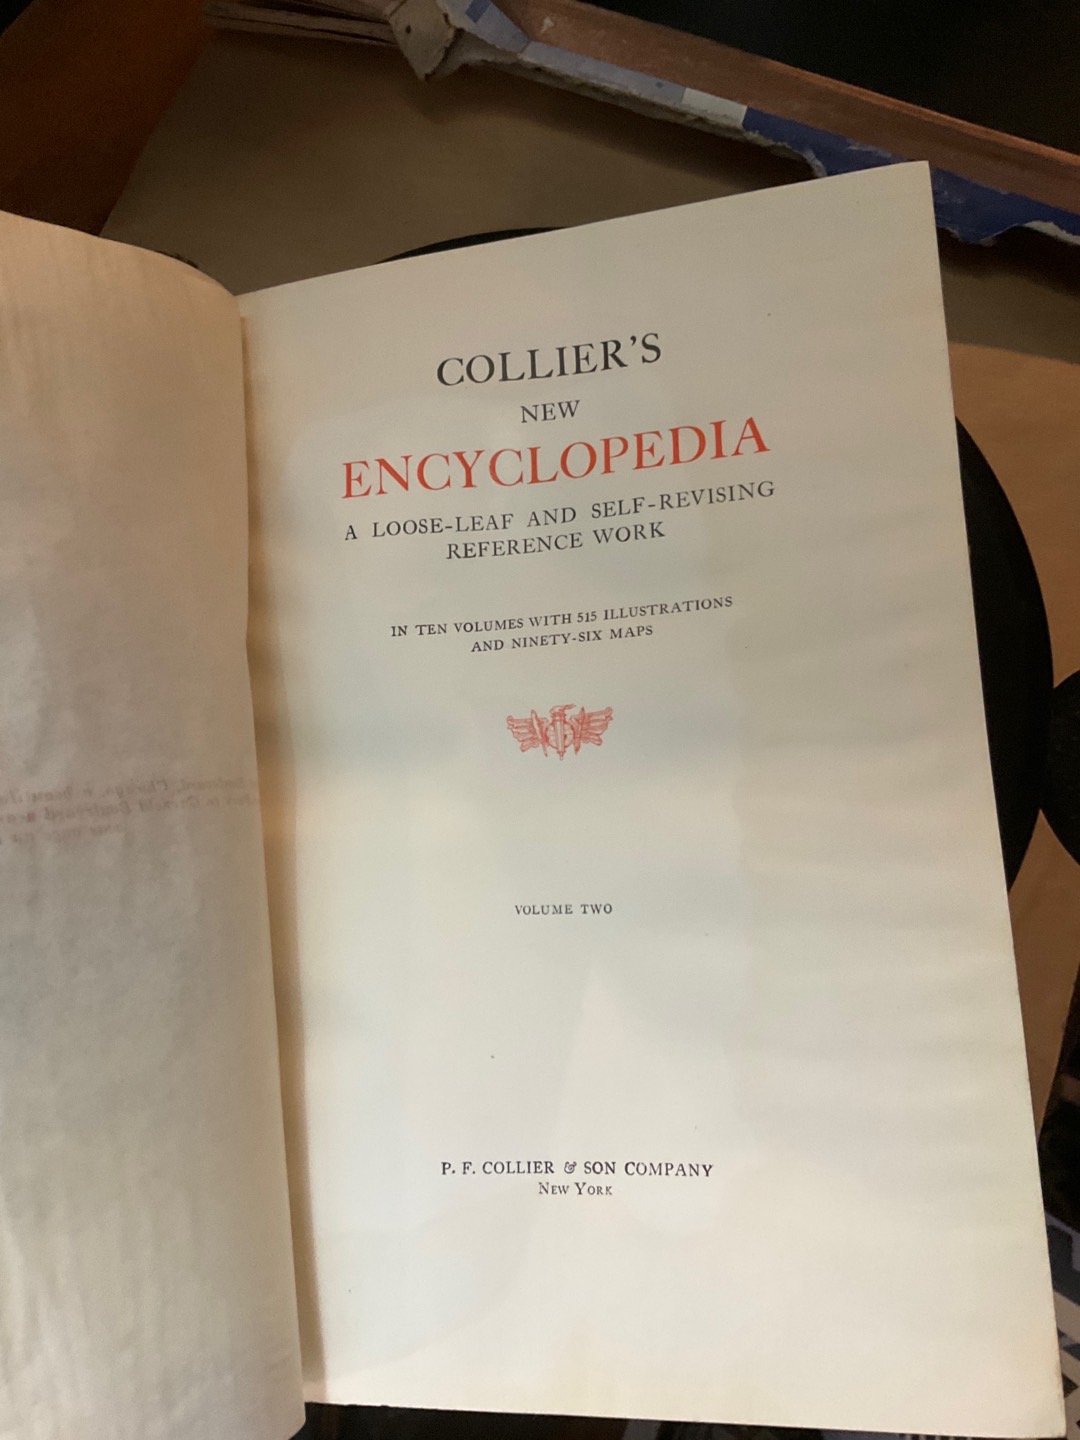 COLLIER'S
NEW
ENCYCLOPEDIA
A LOOSE-LEAF AND SELF-REVISING
REFERENCE WORK
IN TEN VOLUMES WITH 515 ILLUSTRATIONS
AND NINETY-SIX MAPS
VOLUME TWO
P. F. COLLIER & SON COMPANY
NEW YORK